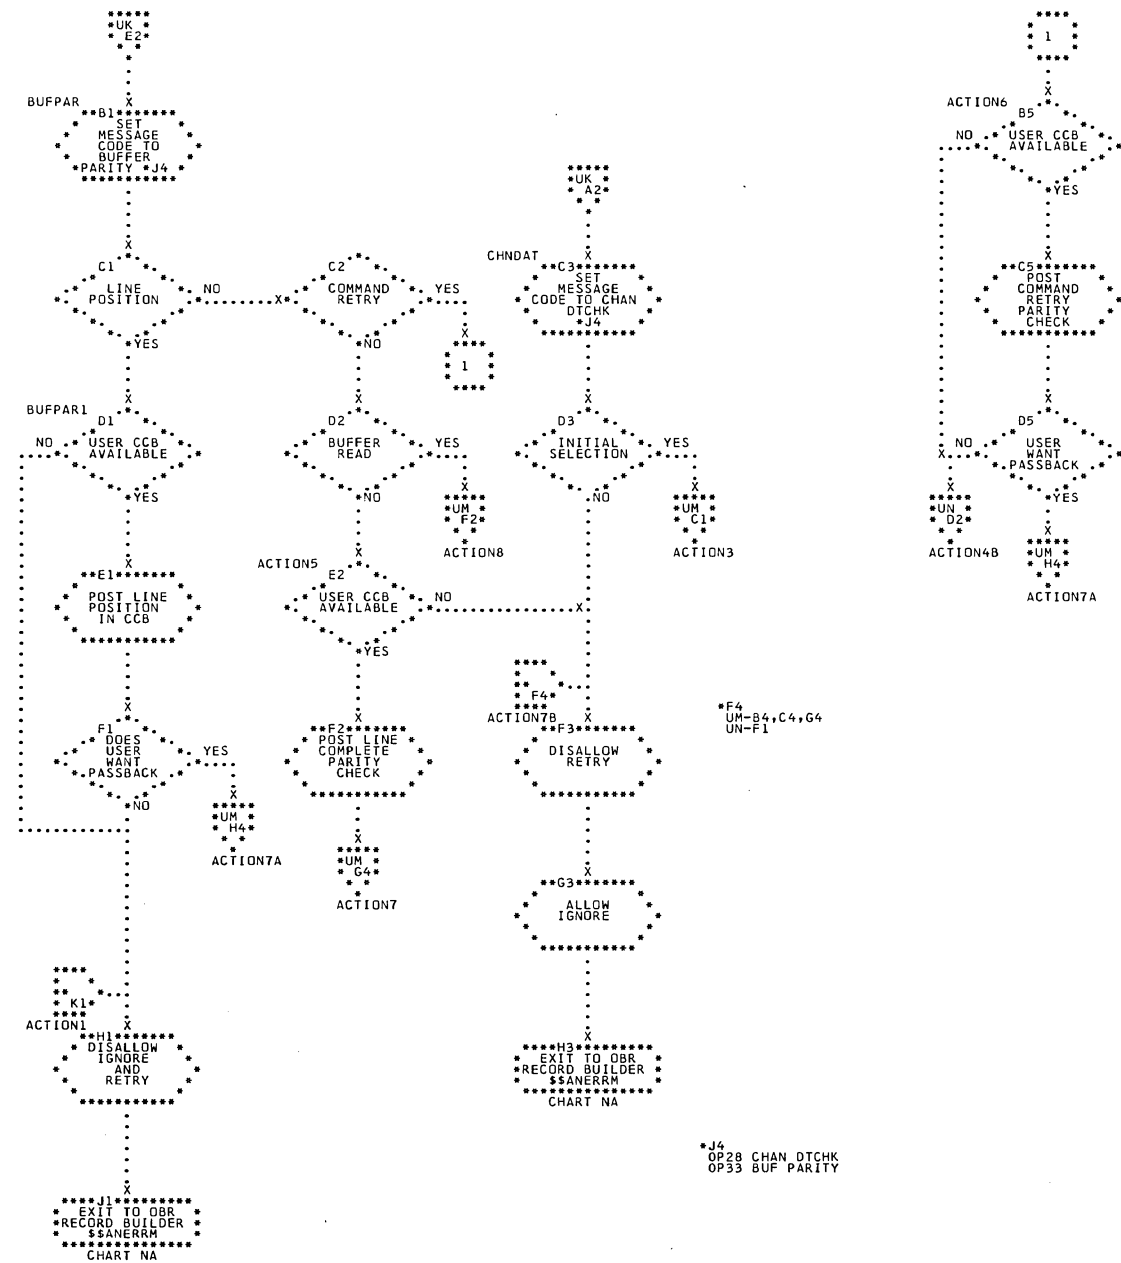 UK
E2
BUFPAR
B1
SET
MESSAGE
CODE TO
BUFFER
PARITY *J4
C1
LINE
POSITION
NO
YES
C2
COMMAND
RETRY
YES
NO
1
BUFPAR1
D1
NO
USER CCB
AVAILABLE
YES
D2
BUFFER
READ
YES
NO
UM
F2
ACTION8
E1
POST LINE
POSITION
IN CCB
ACTION5
E2
USER CCB
AVAILABLE
NO
YES
F1
DOES
USER
WANT
PASSBACK
YES
NO
UM
H4
ACTION7A
F2
POST LINE
COMPLETE
PARITY
CHECK
UM
G4
ACTION7
K1
ACTION1
H1
DISALLOW
IGNORE
AND
RETRY
J1
EXIT TO OBR
RECORD BUILDER
$$ANERRM
CHART NA
UK
A2
CHNDAT
C3
SET
MESSAGE
CODE TO CHAN
DTCHK
*J4
D3
INITIAL
SELECTION
YES
NO
UM
C1
ACTION3
F4
ACTION7B
F3
DISALLOW
RETRY
G3
ALLOW
IGNORE
H3
EXIT TO OBR
RECORD BUILDER
$$ANERRM
CHART NA
*F4
UM-B4,C4,G4
UN-F1
*J4
OP28 CHAN DTCHK
OP33 BUF PARITY
1
ACTION6
B5
NO
USER CCB
AVAILABLE
YES
C5
POST
COMMAND
RETRY
PARITY
CHECK
D5
NO
USER
WANT
PASSBACK
YES
UN
D2
ACTION4B
UM
H4
ACTION7A